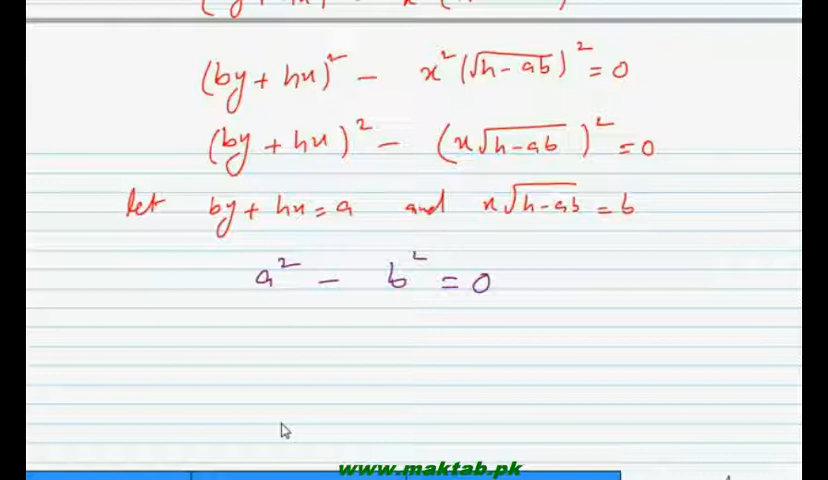 (by + hx)² − x²(√h-ab)² = 0
(by + hx)² − (x√h-ab)² = 0
let by + hx = a and x√h-ab = b
a² − b² = 0
www.maktab.pk